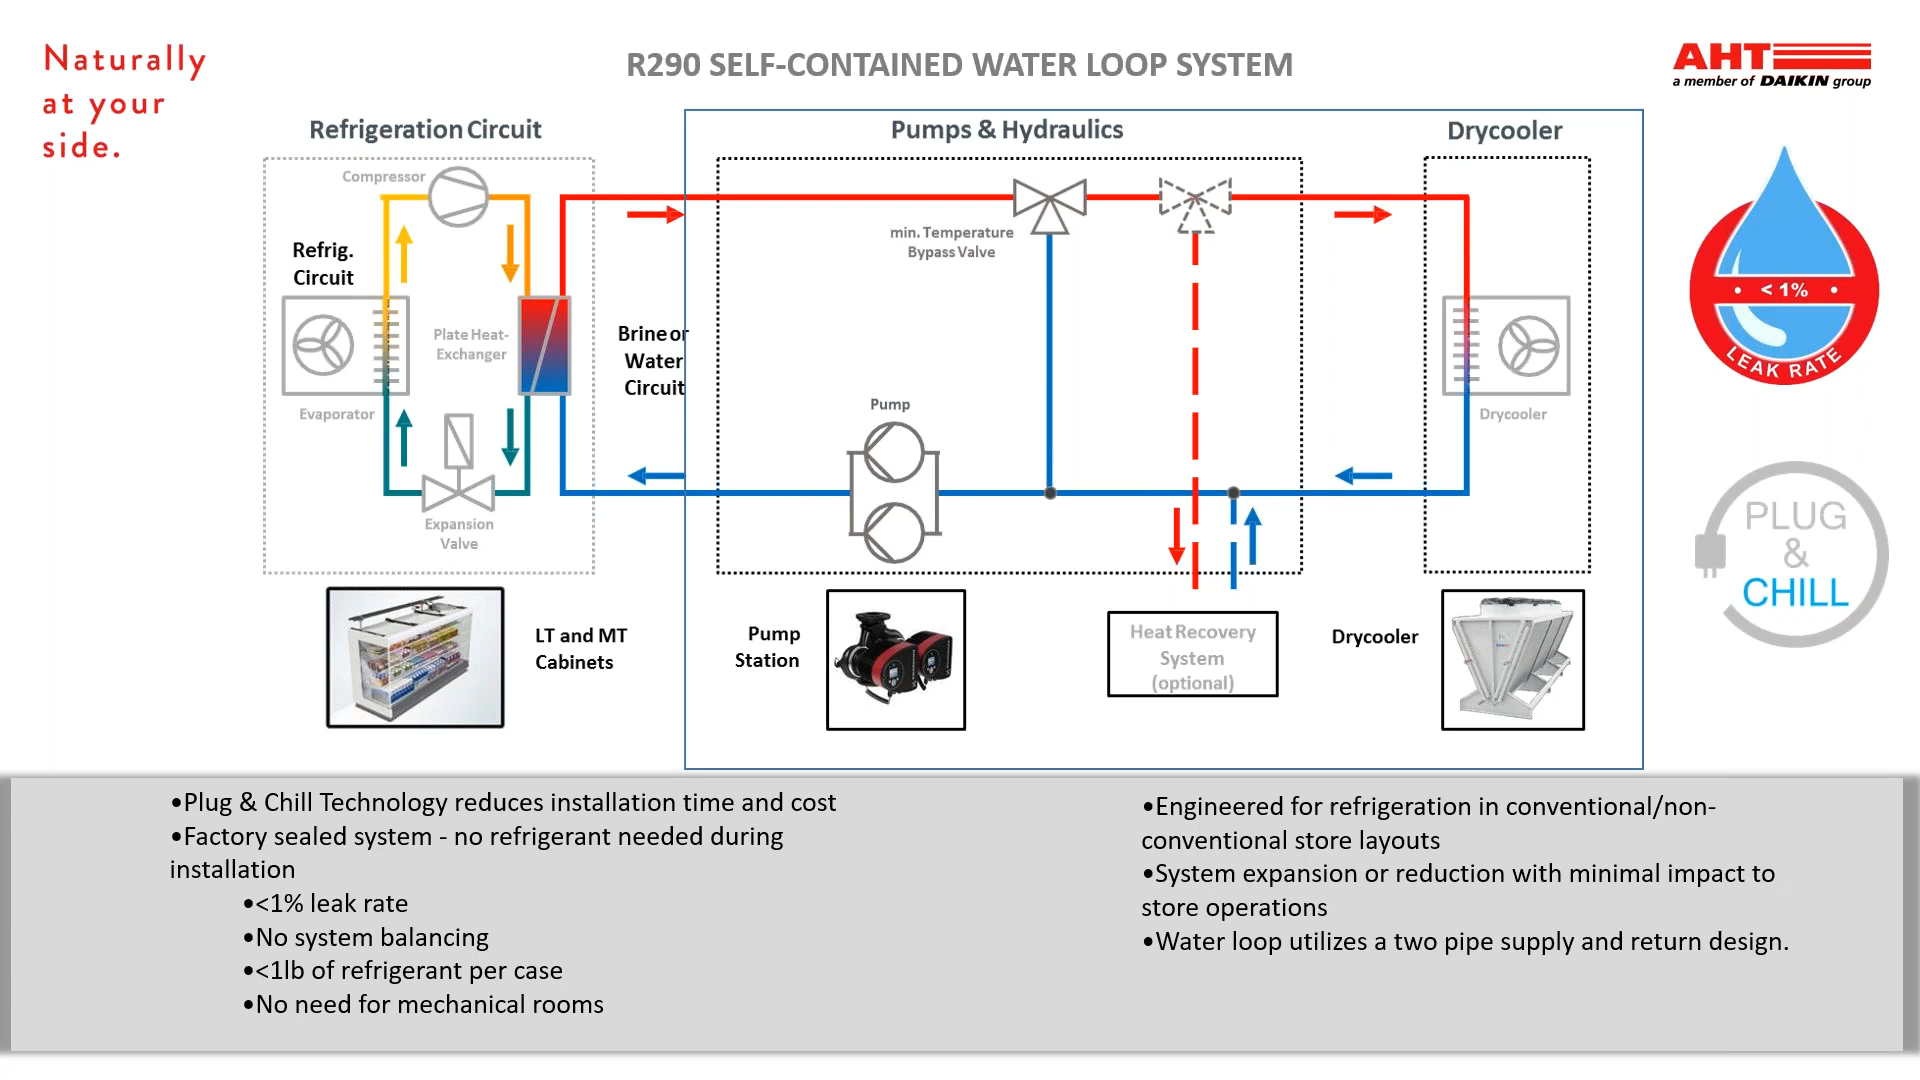 Naturally
at your
side.
R290 SELF-CONTAINED WATER LOOP SYSTEM
AHT
a member of DAIKIN group
Refrigeration Circuit
Pumps & Hydraulics
Drycooler
Compressor
Refrig.
Circuit
min. Temperature
Bypass Valve
Plate Heat-
Exchanger
Brine or
Water
Circuit
Evaporator
Pump
Drycooler
Expansion
Valve
< 1%
LEAK RATE
PLUG
&
CHILL
LT and MT
Cabinets
Pump
Station
Heat Recovery
System
(optional)
Drycooler
•Plug & Chill Technology reduces installation time and cost
•Factory sealed system - no refrigerant needed during
installation
•<1% leak rate
•No system balancing
•<1lb of refrigerant per case
•No need for mechanical rooms
•Engineered for refrigeration in conventional/non-
conventional store layouts
•System expansion or reduction with minimal impact to
store operations
•Water loop utilizes a two pipe supply and return design.